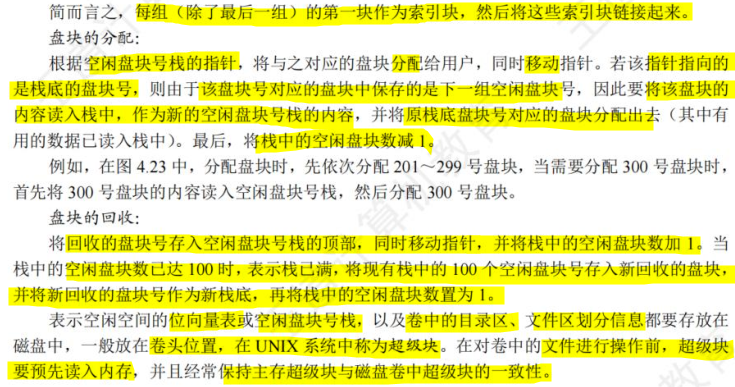 简而言之，每组（除了最后一组）的第一块作为索引块，然后将这些索引块链接起来。
盘块的分配：
根据空闲盘块号栈的指针，将与之对应的盘块分配给用户，同时移动指针。若该指针指向的
是栈底的盘块号，则由于该盘块号对应的盘块中保存的是下一组空闲盘块号，因此要将该盘块的
内容读入栈中，作为新的空闲盘块号栈的内容，并将原栈底盘块号对应的盘块分配出去（其中有
用的数据已读入栈中）。最后，将栈中的空闲盘块数减 1。
例如，在图 4.23 中，分配盘块时，先依次分配 201～299 号盘块，当需要分配 300 号盘块时，
首先将 300 号盘块的内容读入空闲盘块号栈，然后分配 300 号盘块。
盘块的回收：
将回收的盘块号存入空闲盘块号栈的顶部，同时移动指针，并将栈中的空闲盘块数加 1。当
栈中的空闲盘块数已达 100 时，表示栈已满，将现有栈中的 100 个空闲盘块号存入新回收的盘块，
并将新回收的盘块号作为新栈底，再将栈中的空闲盘块数置为 1。
表示空闲空间的位向量表或空闲盘块号栈，以及卷中的目录区、文件区划分信息都要存放在
磁盘中，一般放在卷头位置，在 UNIX 系统中称为超级块。在对卷中的文件进行操作前，超级块
要预先读入内存，并且经常保持主存超级块与磁盘卷中超级块的一致性。